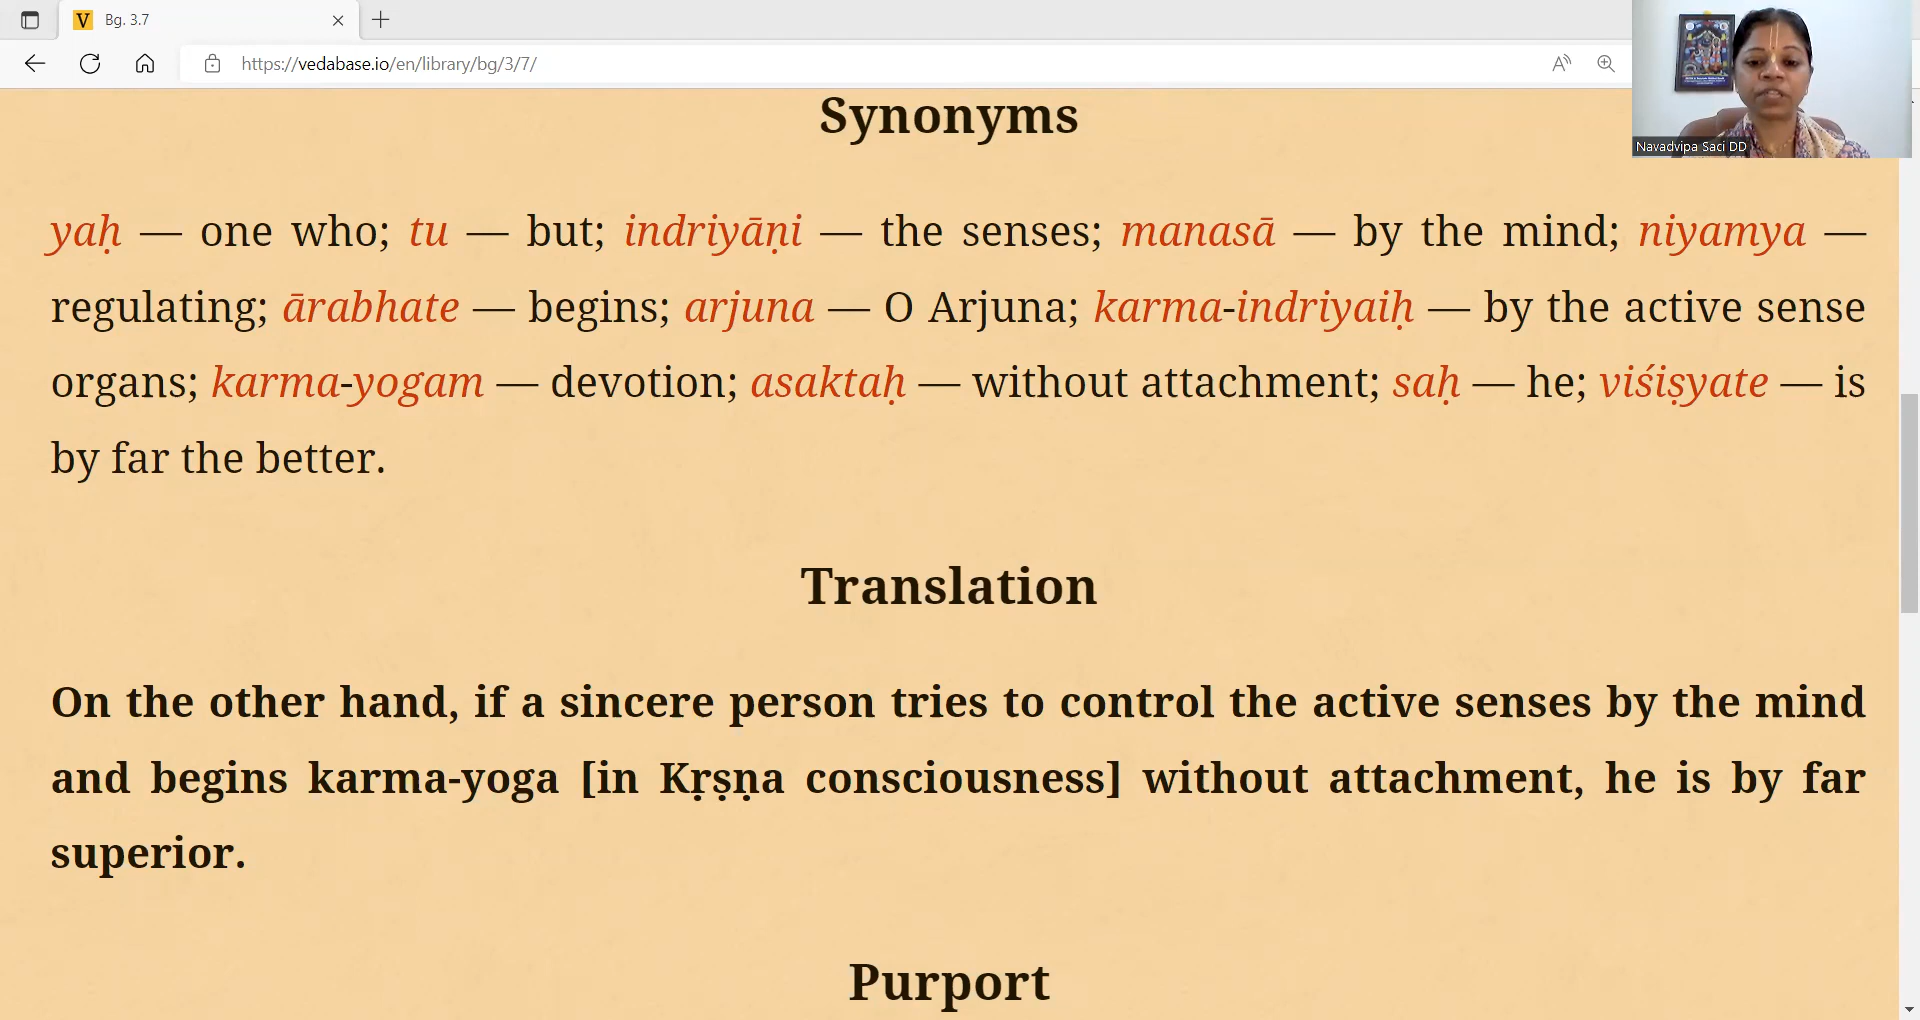 V Bg. 3.7
https://vedabase.io/en/library/bg/3/7/
Navadvipa Saci DD
Synonyms
yaḥ — one who; tu — but; indriyāṇi — the senses; manasā — by the mind; niyamya —
regulating; ārabhate — begins; arjuna — O Arjuna; karma-indriyaiḥ — by the active sense
organs; karma-yogam — devotion; asaktaḥ — without attachment; saḥ — he; viśiṣyate — is
by far the better.
Translation
On the other hand, if a sincere person tries to control the active senses by the mind
and begins karma-yoga [in Kṛṣṇa consciousness] without attachment, he is by far
superior.
Purport